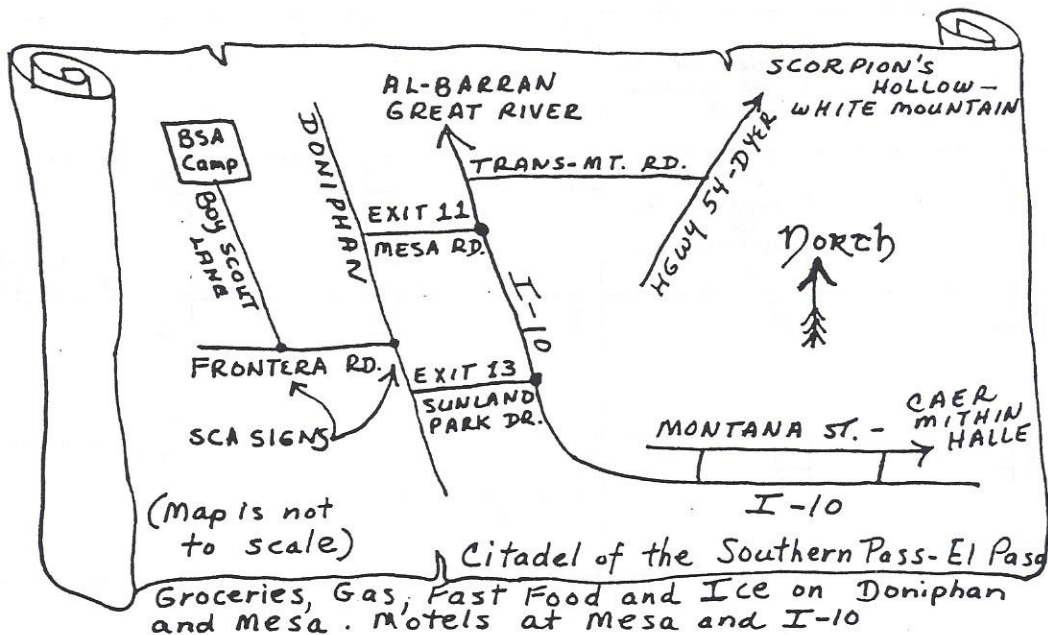 AL-BARRAN
GREAT RIVER
SCORPION'S
HOLLOW -
WHITE MOUNTAIN
BSA
Camp
DONIPHAN
TRANS-MT. RD.
HGWY 54-DYER
EXIT 11
MESA RD.
BOY SCOUT
LANE
I-10
NORTH
FRONTERA RD.
EXIT 13
SUNLAND
PARK DR.
SCA SIGNS
MONTANA ST. -
CAER
MITHIN
HALLE
I-10
(Map is not
to scale)
Citadel of the Southern Pass - El Paso
Groceries, Gas, Fast Food and Ice on Doniphan
and Mesa. Motels at Mesa and I-10